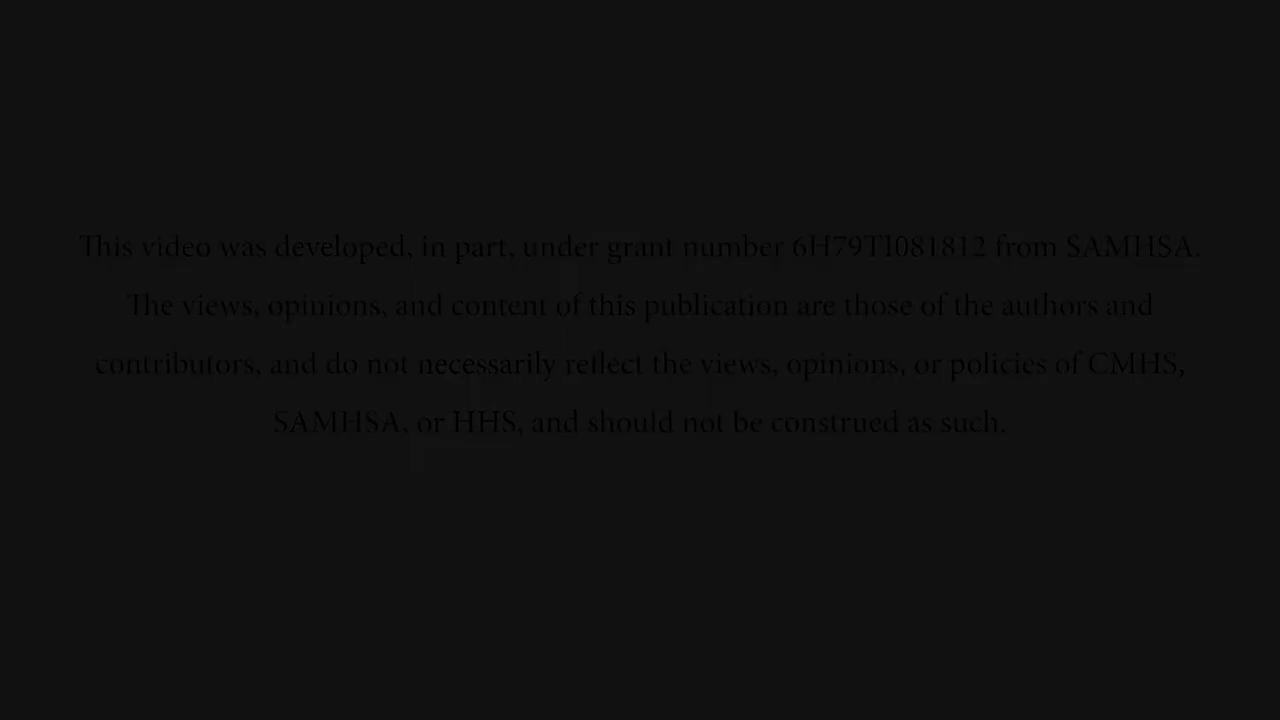 This video was developed, in part, under grant number 6H79TI081812 from SAMHSA.
The views, opinions, and content of this publication are those of the authors and
contributors, and do not necessarily reflect the views, opinions, or policies of CMHS,
SAMHSA, or HHS, and should not be construed as such.